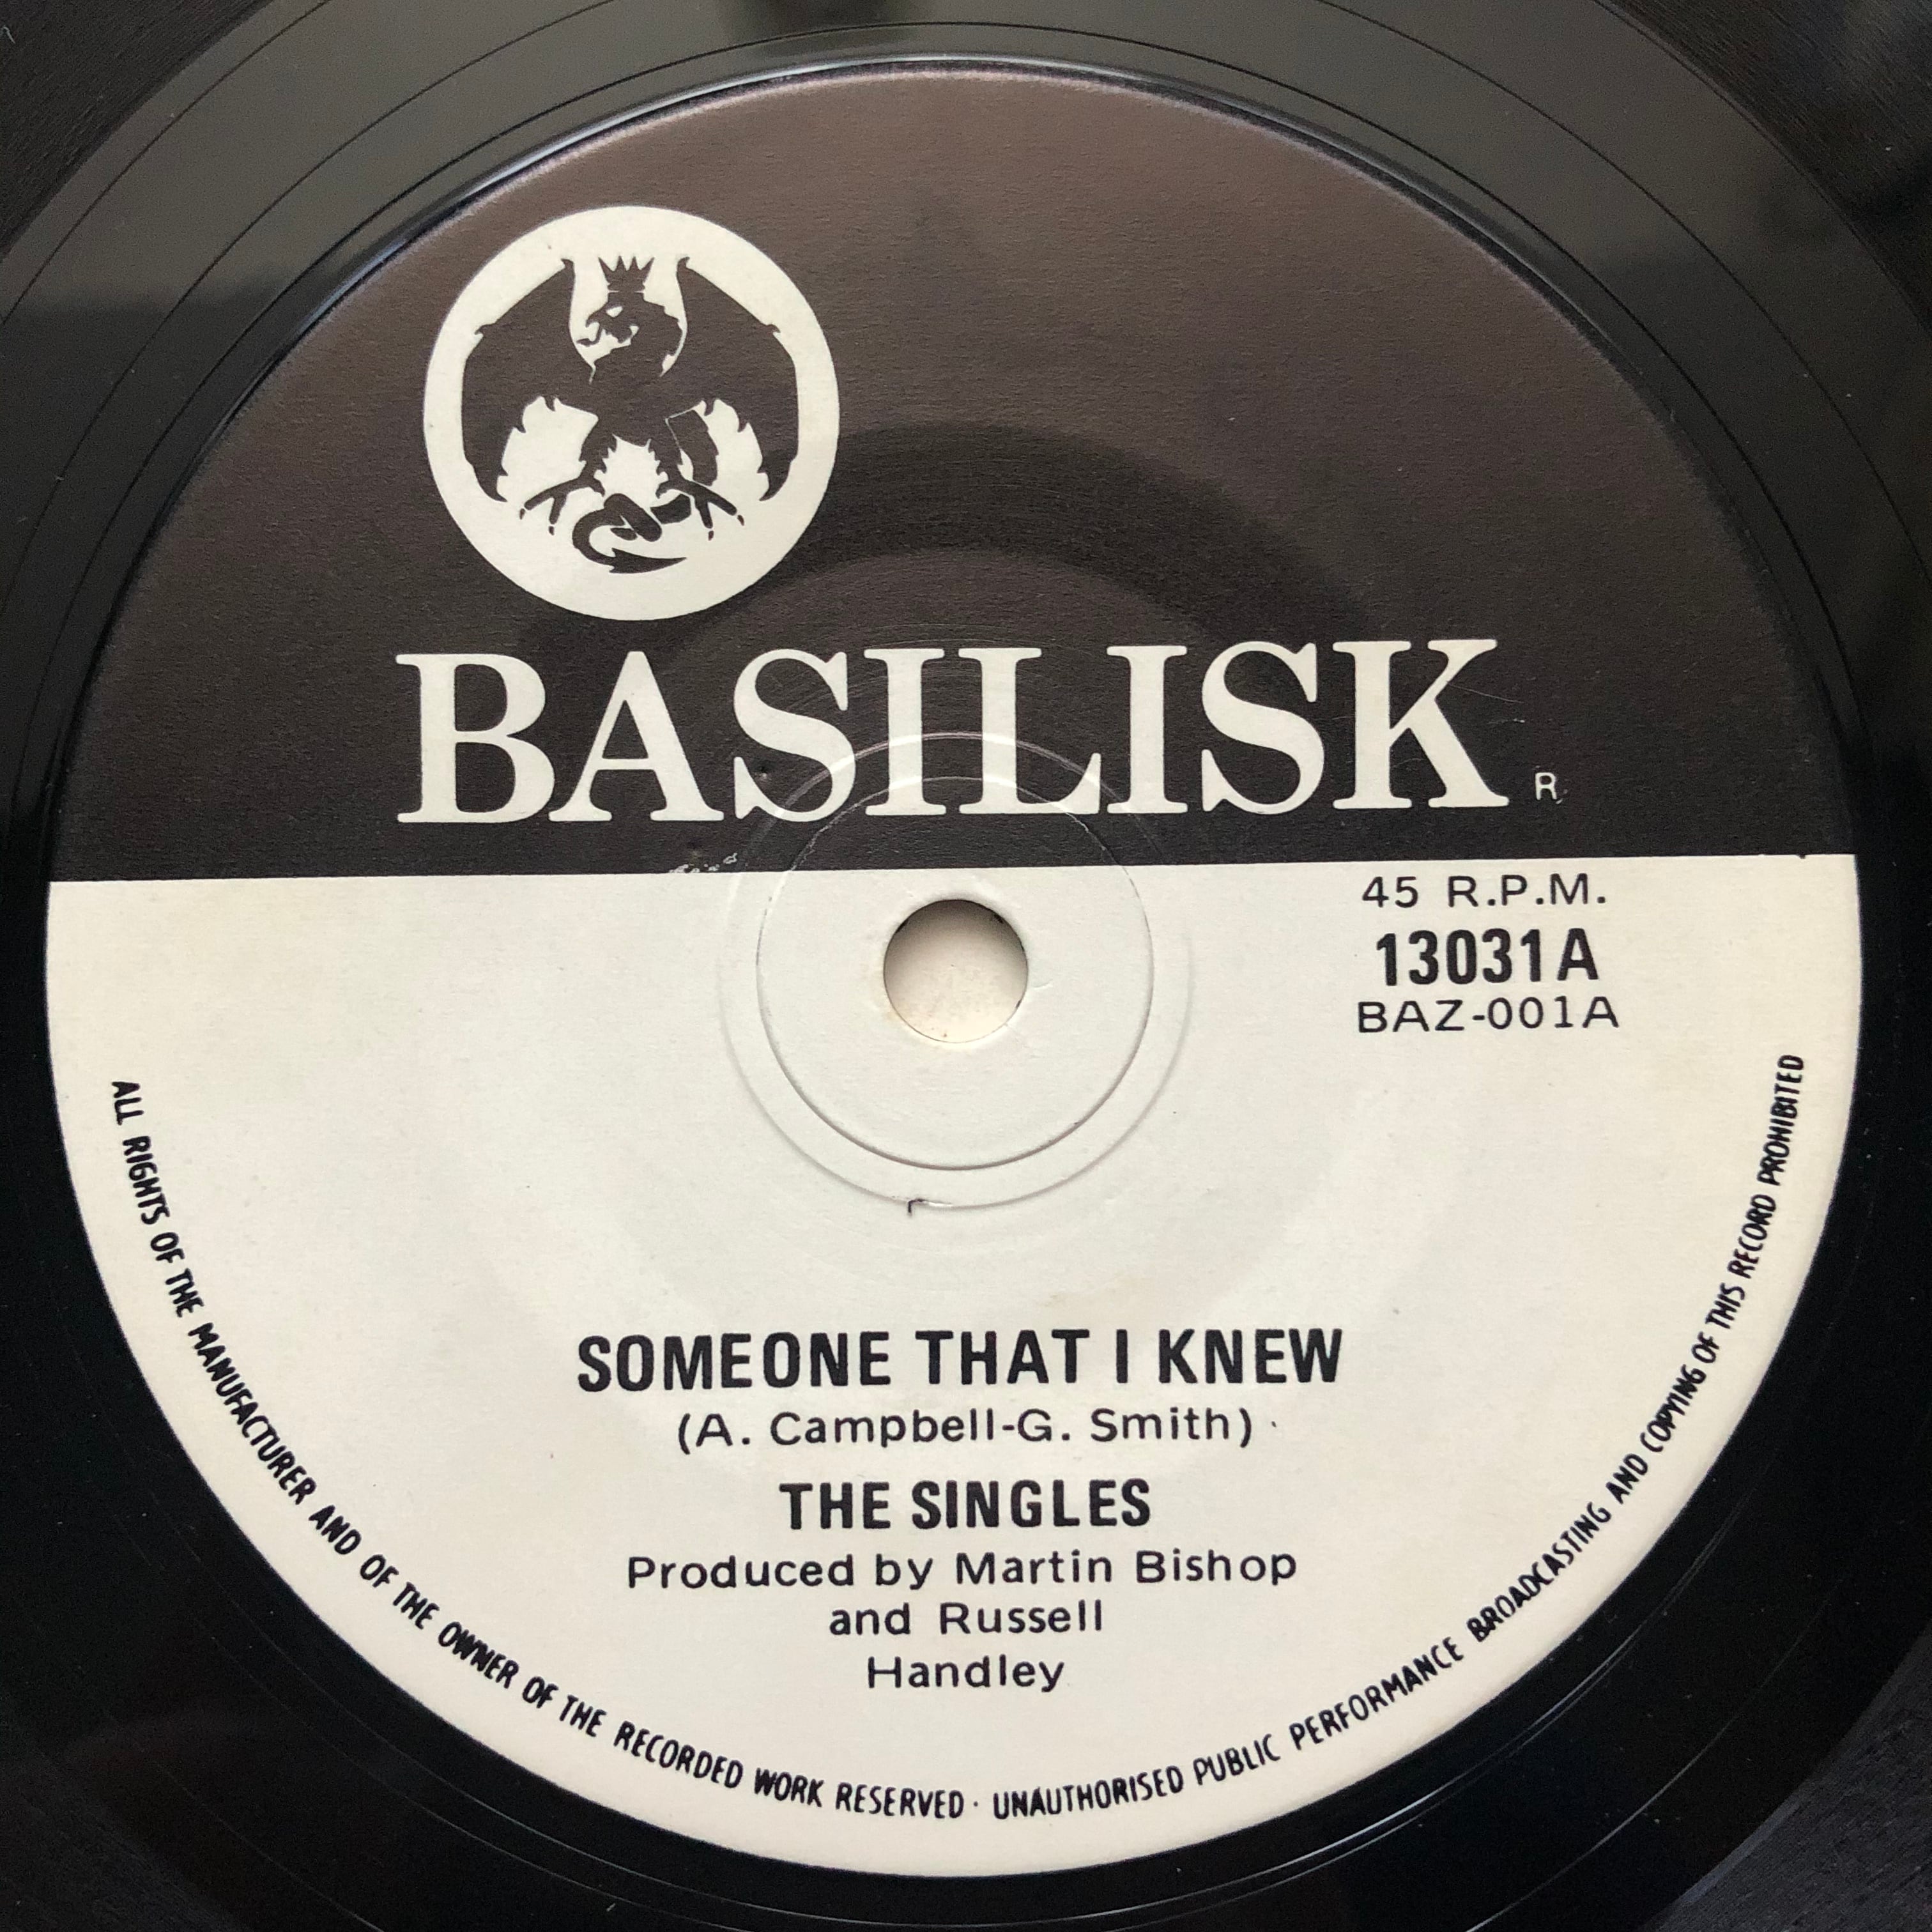 BASILISK R
45 R.P.M.
13031A
BAZ-001A
SOMEONE THAT I KNEW
(A. Campbell-G. Smith)
THE SINGLES
Produced by Martin Bishop
and Russell
Handley
ALL RIGHTS OF THE MANUFACTURER AND OF THE OWNER OF THE RECORDED WORK RESERVED · UNAUTHORISED PUBLIC PERFORMANCE BROADCASTING AND COPYING OF THIS RECORD PROHIBITED